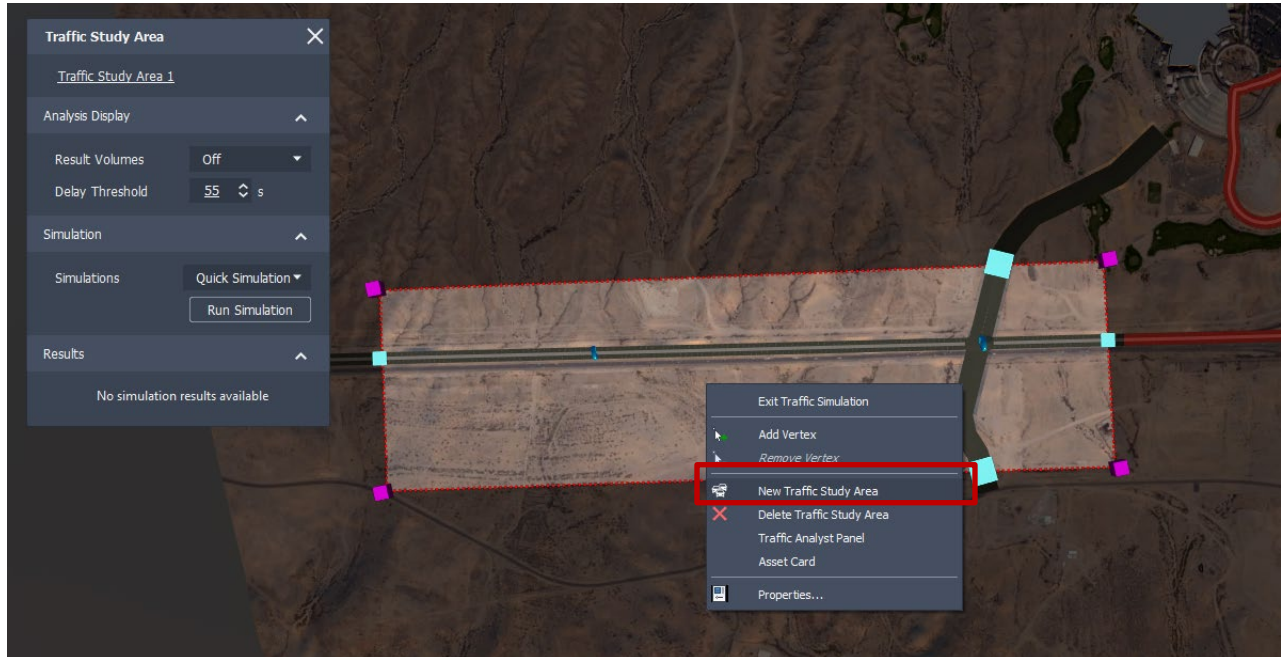 Traffic Study Area
Traffic Study Area 1
Analysis Display
Result Volumes Off
Delay Threshold 55 s
Simulation
Simulations Quick Simulation
Run Simulation
Results
No simulation results available
Exit Traffic Simulation
Add Vertex
Remove Vertex
New Traffic Study Area
Delete Traffic Study Area
Traffic Analyst Panel
Asset Card
Properties...